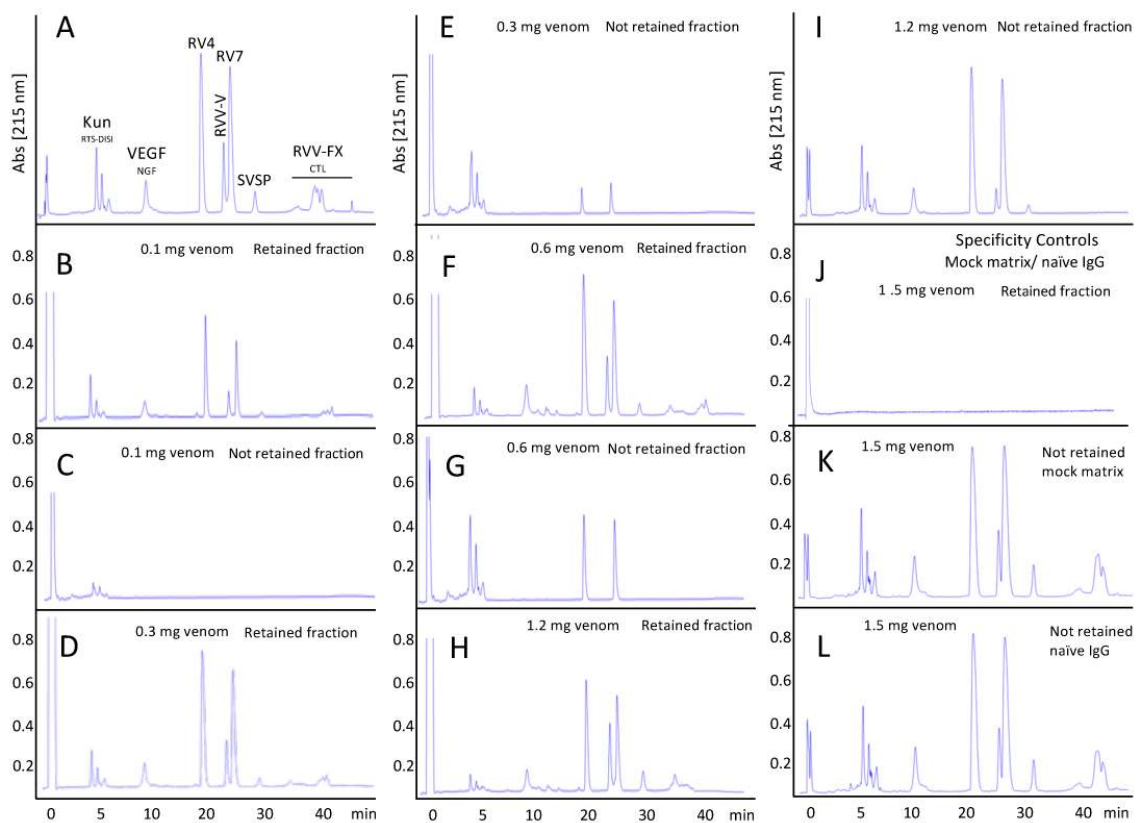 A
RV4
RV7
RVV-V
Kun
RTS-DISI
VEGF
NGF
SVSP
RVV-FX
CTL
Abs [215 nm]
B
0.1 mg venom Retained fraction
0.8
0.6
0.4
0.2
C
0.1 mg venom Not retained fraction
0.8
0.6
0.4
0.2
D
0.3 mg venom Retained fraction
0.8
0.6
0.4
0.2
0 5 10 20 30 40 min
E
0.3 mg venom Not retained fraction
Abs [215 nm]
F
0.6 mg venom Retained fraction
0.8
0.6
0.4
0.2
G
0.6 mg venom Not retained fraction
0.8
0.6
0.4
0.2
H
1.2 mg venom Retained fraction
0.8
0.6
0.4
0.2
0 5 10 20 30 40 min
I
1.2 mg venom Not retained fraction
Abs [215 nm]
J
Specificity Controls
Mock matrix/ naïve IgG
1 .5 mg venom Retained fraction
0.8
0.6
0.4
0.2
K
1.5 mg venom Not retained
mock matrix
0.8
0.6
0.4
0.2
L
1.5 mg venom Not retained
naïve IgG
0.8
0.6
0.4
0.2
0 5 10 20 30 40 min